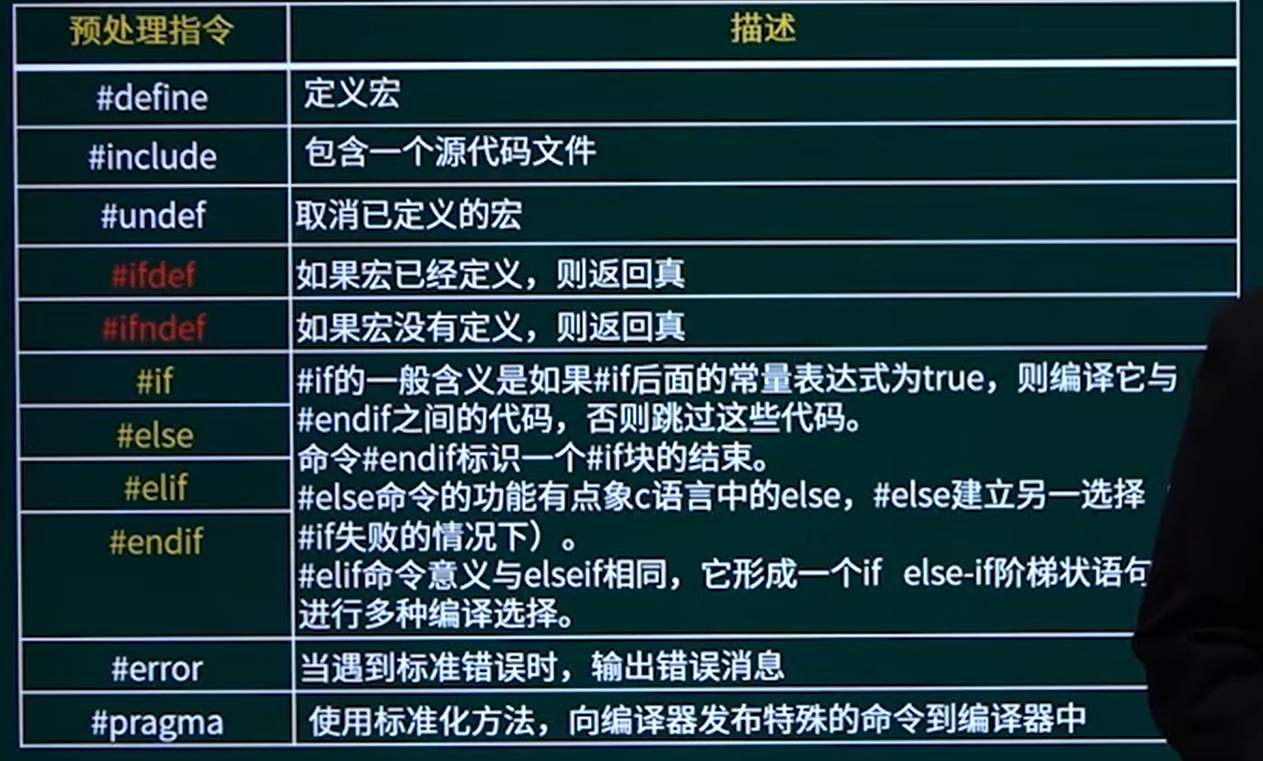 预处理指令 描述
#define 定义宏
#include 包含一个源代码文件
#undef 取消已定义的宏
#ifdef 如果宏已经定义，则返回真
#ifndef 如果宏没有定义，则返回真
#if
#else
#elif
#endif
#if的一般含义是如果#if后面的常量表达式为true，则编译它与
#endif之间的代码，否则跳过这些代码。
命令#endif标识一个#if块的结束。
#else命令的功能有点象c语言中的else，#else建立另一选择
#if失败的情况下）。
#elif命令意义与elseif相同，它形成一个if else-if阶梯状语句
进行多种编译选择。
#error 当遇到标准错误时，输出错误消息
#pragma 使用标准化方法，向编译器发布特殊的命令到编译器中